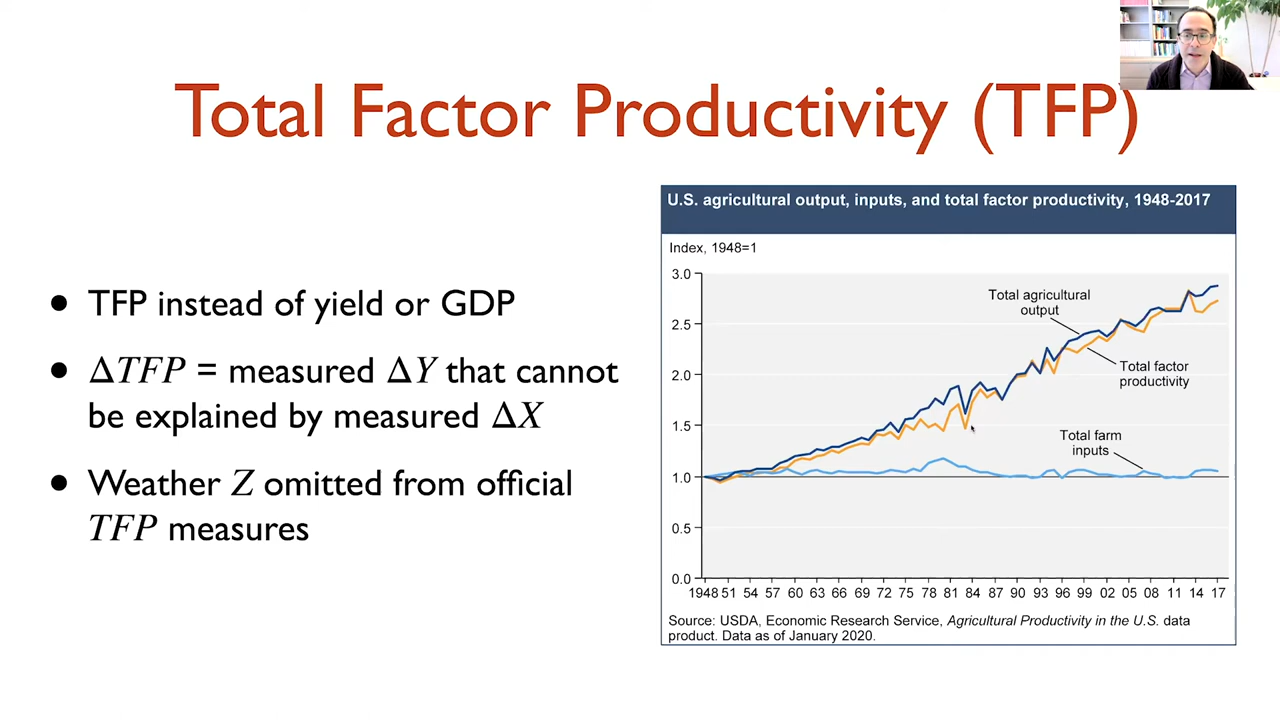 Total Factor Productivity (TFP)
• TFP instead of yield or GDP
• ΔTFP = measured ΔY that cannot
be explained by measured ΔX
• Weather Z omitted from official
TFP measures
U.S. agricultural output, inputs, and total factor productivity, 1948-2017
Index, 1948=1
3.0
2.5
2.0
1.5
1.0
0.5
0.0
Total agricultural
output
Total factor
productivity
Total farm
inputs
1948 51 54 57 60 63 66 69 72 75 78 81 84 87 90 93 96 99 02 05 08 11 14 17
Source: USDA, Economic Research Service, Agricultural Productivity in the U.S. data
product. Data as of January 2020.